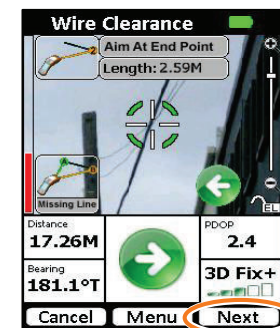 Wire Clearance
Aim At End Point
Length: 2.59M
Missing Line
EL
Distance
17.26M
PDOP
2.4
Bearing
181.1°T
3D Fix+
Cancel
Menu
Next